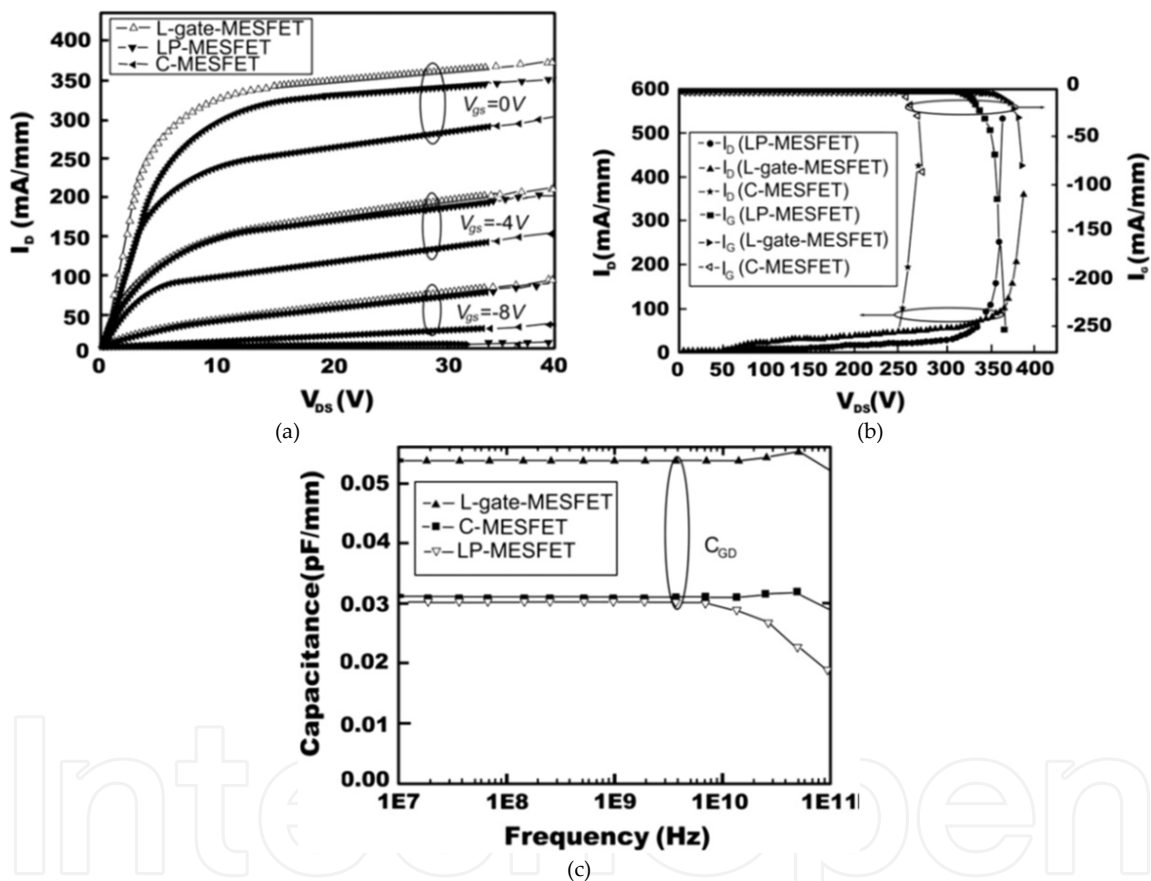 L-gate-MESFET
LP-MESFET
C-MESFET
400
350
300
250
200
150
100
50
0
I_D (mA/mm)
V_gs=0V
V_gs=-4V
V_gs=-8V
0 10 20 30 40
V_DS (V)
(a)
600
500
400
300
200
100
0
I_D(mA/mm)
I_D (LP-MESFET)
I_D (L-gate-MESFET)
I_D (C-MESFET)
I_G (LP-MESFET)
I_G (L-gate-MESFET)
I_G (C-MESFET)
0
-50
-100
-150
-200
-250
I_G (mA/mm)
0 50 100 150 200 250 300 350 400
V_DS(V)
(b)
0.05
0.04
0.03
0.02
0.01
0.00
Capacitance(pF/mm)
L-gate-MESFET
C-MESFET
LP-MESFET
C_GD
1E7 1E8 1E9 1E10 1E11
Frequency (Hz)
(c)
InTechOpen